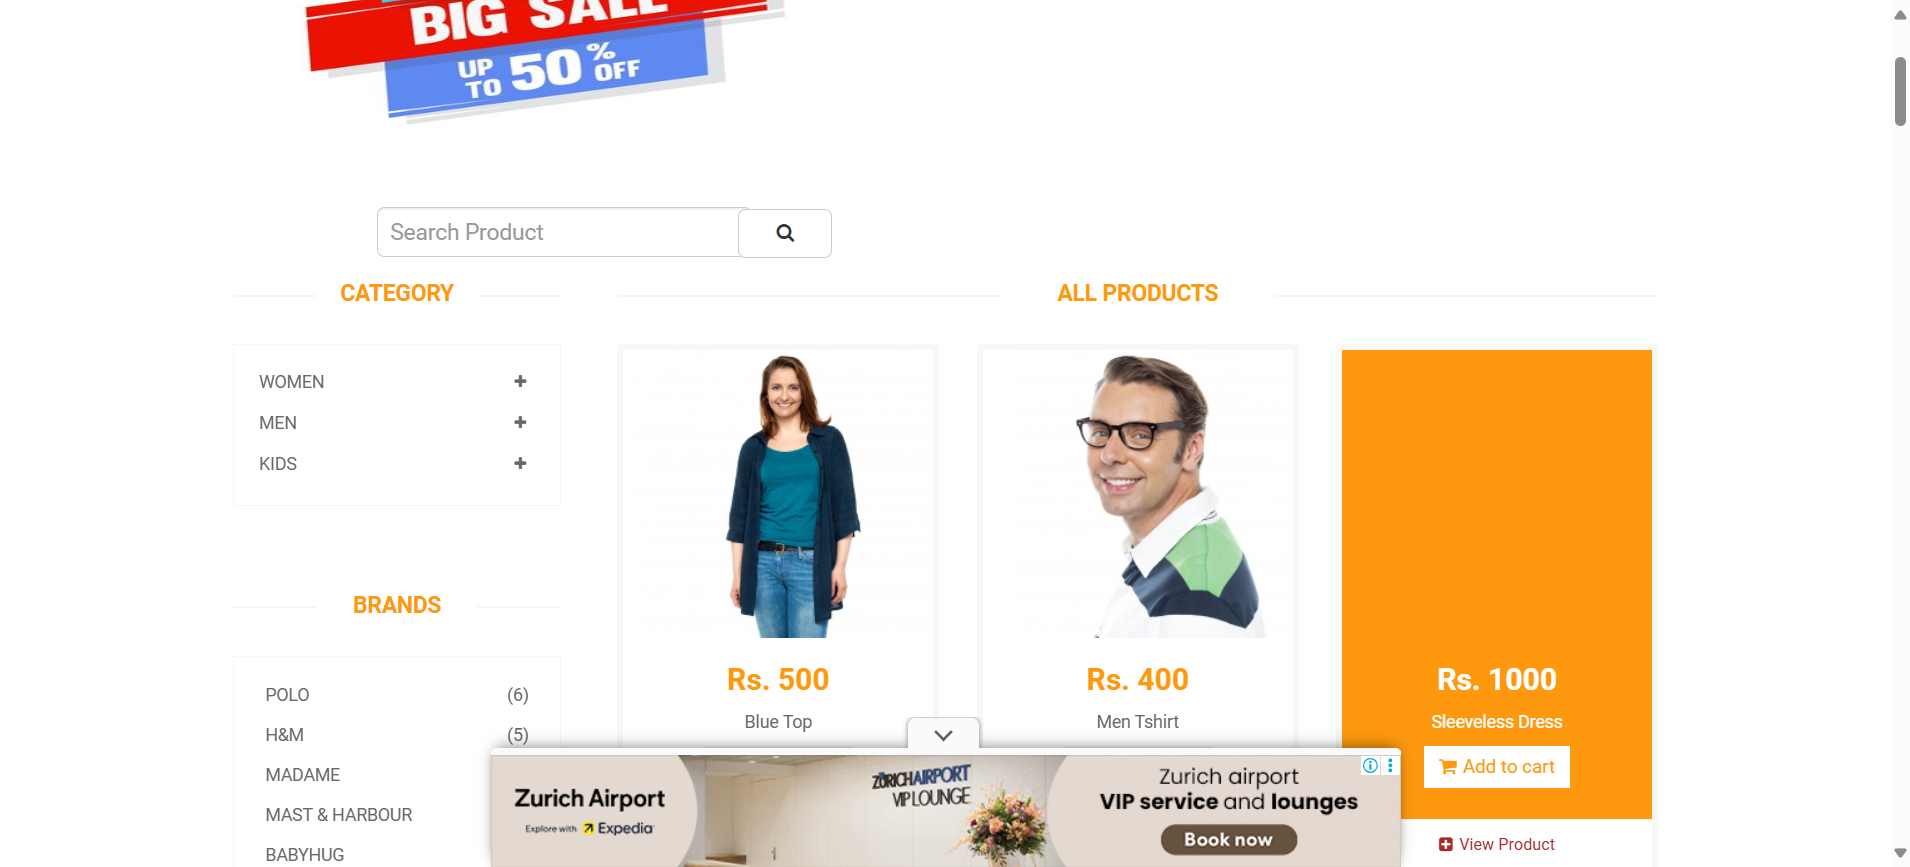 BIG SALE
UP TO 50% OFF
Search Product
CATEGORY
ALL PRODUCTS
WOMEN
MEN
KIDS
BRANDS
POLO (6)
H&M (5)
MADAME
MAST & HARBOUR
BABYHUG
Rs. 500
Blue Top
Rs. 400
Men Tshirt
Rs. 1000
Sleeveless Dress
Add to cart
View Product
Zurich Airport
Explore with Expedia
ZÜRICHAIRPORT
VIP LOUNGE
Zurich airport
VIP service and lounges
Book now